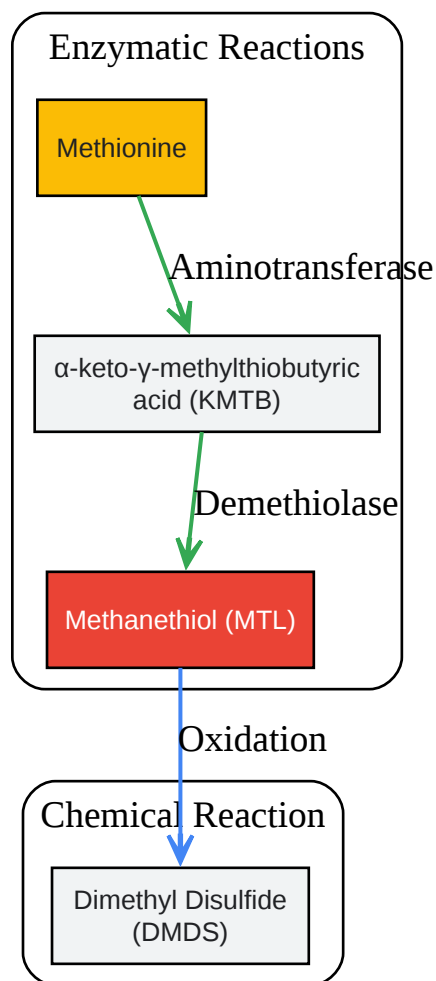 Enzymatic Reactions
Methionine
Aminotransferase
α-keto-γ-methylthiobutyric
acid (KMTB)
Demethiolase
Methanethiol (MTL)
Oxidation
Chemical Reaction
Dimethyl Disulfide
(DMDS)